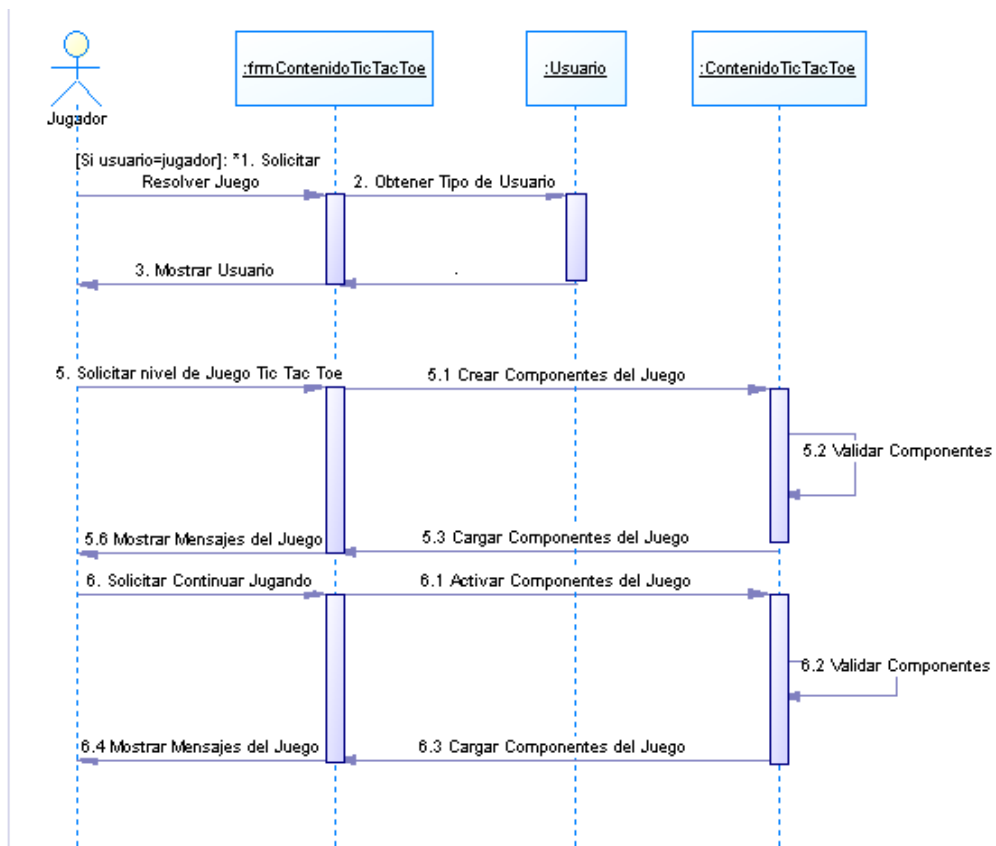 :frmContenidoTicTacToe
:Usuario
:ContenidoTicTacToe
Jugador
[Si usuario=jugador]: *1. Solicitar
Resolver Juego
2. Obtener Tipo de Usuario
3. Mostrar Usuario
.
5. Solicitar nivel de Juego Tic Tac Toe
5.1 Crear Componentes del Juego
5.2 Validar Componentes
5.6 Mostrar Mensajes del Juego
5.3 Cargar Componentes del Juego
6. Solicitar Continuar Jugando
6.1 Activar Componentes del Juego
6.2 Validar Componentes
6.4 Mostrar Mensajes del Juego
6.3 Cargar Componentes del Juego